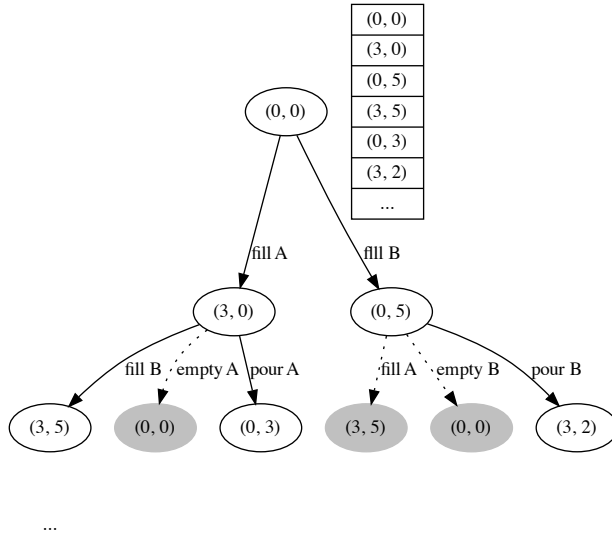 (0, 0)
(3, 0)
(0, 5)
(3, 5)
(0, 3)
(3, 2)
...
(0, 0)
fill A
flll B
(3, 0)
(0, 5)
fill B
empty A
pour A
fill A
empty B
pour B
(3, 5)
(0, 0)
(0, 3)
(3, 5)
(0, 0)
(3, 2)
...